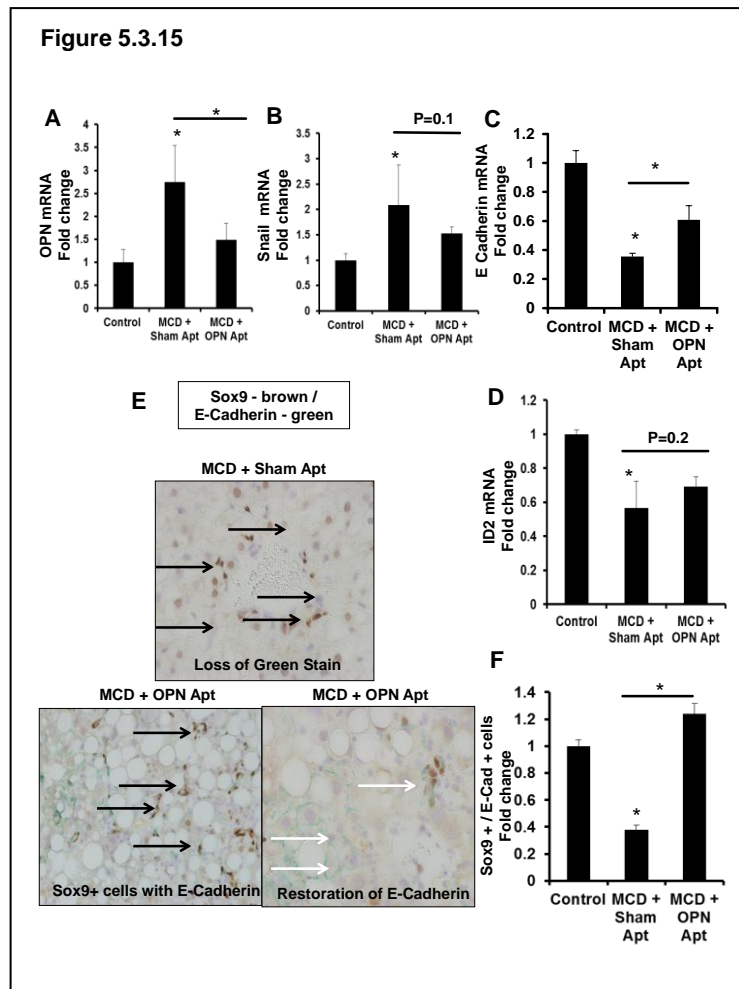 Figure 5.3.15
A
OPN mRNA
Fold change
4
3.5
3
2.5
2
1.5
1
0.5
0
*
*
Control
MCD +
Sham Apt
MCD +
OPN Apt
B
Snail mRNA
Fold change
3.5
3
2.5
2
1.5
1
0.5
0
P=0.1
*
Control
MCD +
Sham Apt
MCD +
OPN Apt
C
E Cadherin mRNA
Fold change
1.2
1
0.8
0.6
0.4
0.2
0
*
*
Control
MCD +
Sham
Apt
MCD +
OPN
Apt
D
ID2 mRNA
Fold change
1.2
1
0.8
0.6
0.4
0.2
0
P=0.2
*
Control
MCD +
Sham Apt
MCD +
OPN Apt
E
Sox9 - brown /
E-Cadherin - green
MCD + Sham Apt
Loss of Green Stain
MCD + OPN Apt
Sox9+ cells with E-Cadherin
MCD + OPN Apt
Restoration of E-Cadherin
F
Sox9 + / E-Cad + cells
Fold change
1.4
1.2
1
0.8
0.6
0.4
0.2
0
*
*
Control
MCD +
Sham
Apt
MCD +
OPN
Apt